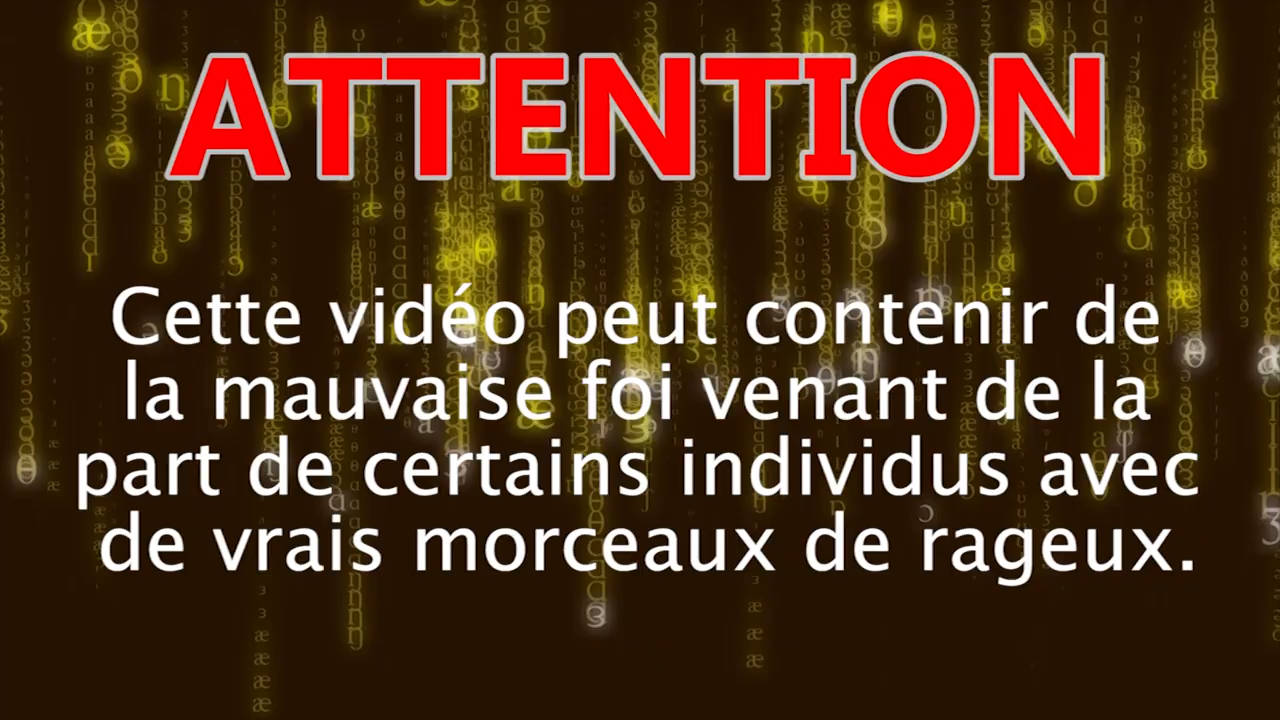 ATTENTION
Cette vidéo peut contenir de
la mauvaise foi venant de la
part de certains individus avec
de vrais morceaux de rageux.